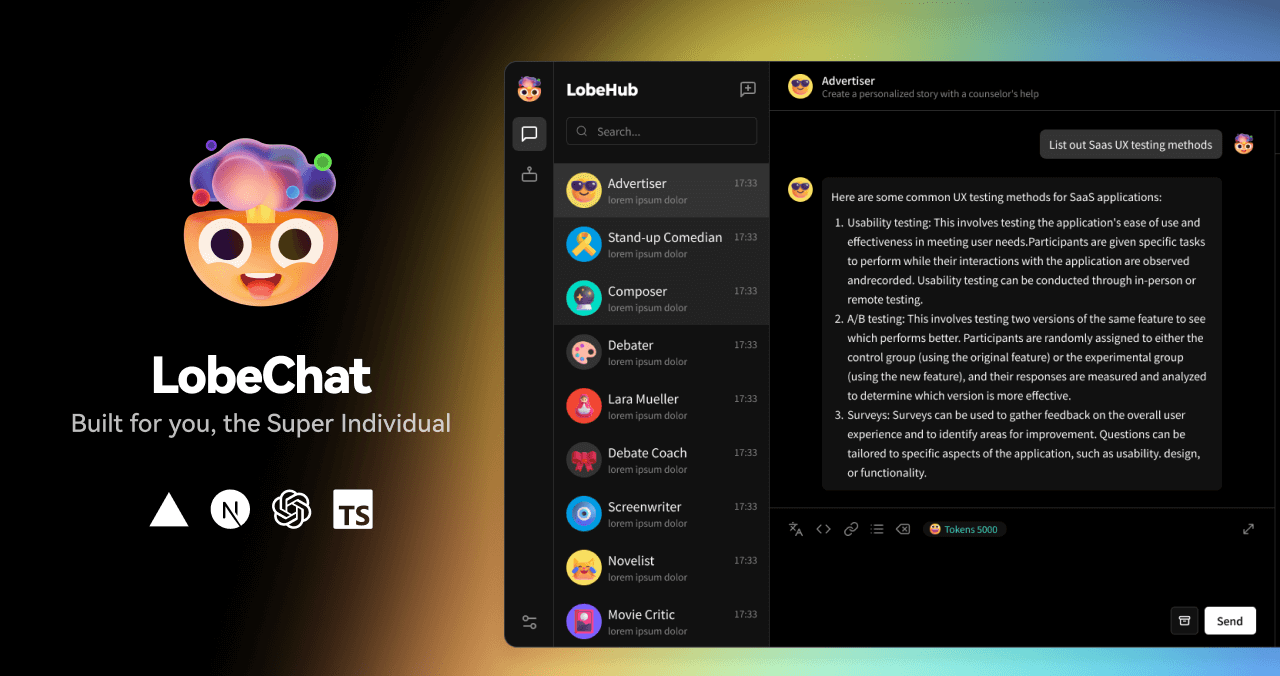 LobeChat
Built for you, the Super Individual
N
TS
LobeHub
Search...
Advertiser 17:33
lorem ipsum dolor
Stand-up Comedian 17:33
lorem ipsum dolor
Composer 17:33
lorem ipsum dolor
Debater 17:33
lorem ipsum dolor
Lara Mueller 17:33
lorem ipsum dolor
Debate Coach 17:33
lorem ipsum dolor
Screenwriter 17:33
lorem ipsum dolor
Novelist 17:33
lorem ipsum dolor
Movie Critic 17:33
lorem ipsum dolor
Advertiser
Create a personalized story with a counselor's help
List out Saas UX testing methods
Here are some common UX testing methods for SaaS applications:
1. Usability testing: This involves testing the application's ease of use and
effectiveness in meeting user needs.Participants are given specific tasks
to perform while their interactions with the application are observed
andrecorded. Usability testing can be conducted through in-person or
remote testing.
2. A/B testing: This involves testing two versions of the same feature to see
which performs better. Participants are randomly assigned to either the
control group (using the original feature) or the experimental group
(using the new feature), and their responses are measured and analyzed
to determine which version is more effective.
3. Surveys: Surveys can be used to gather feedback on the overall user
experience and to identify areas for improvement. Questions can be
tailored to specific aspects of the application, such as usability. design,
or functionality.
Tokens 5000
Send